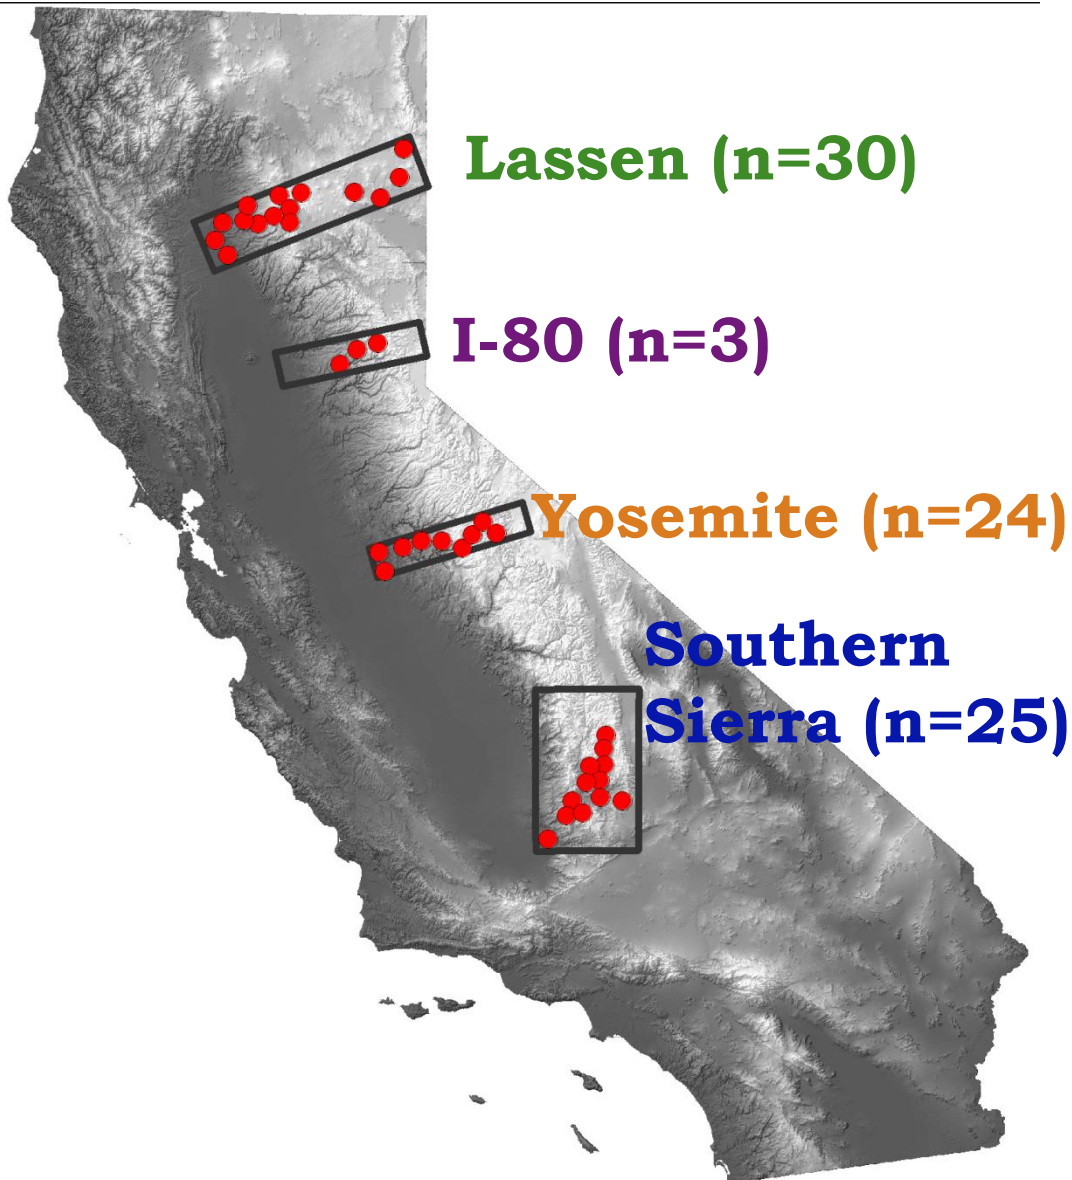 Lassen (n=30)
I-80 (n=3)
Yosemite (n=24)
Southern
Sierra (n=25)